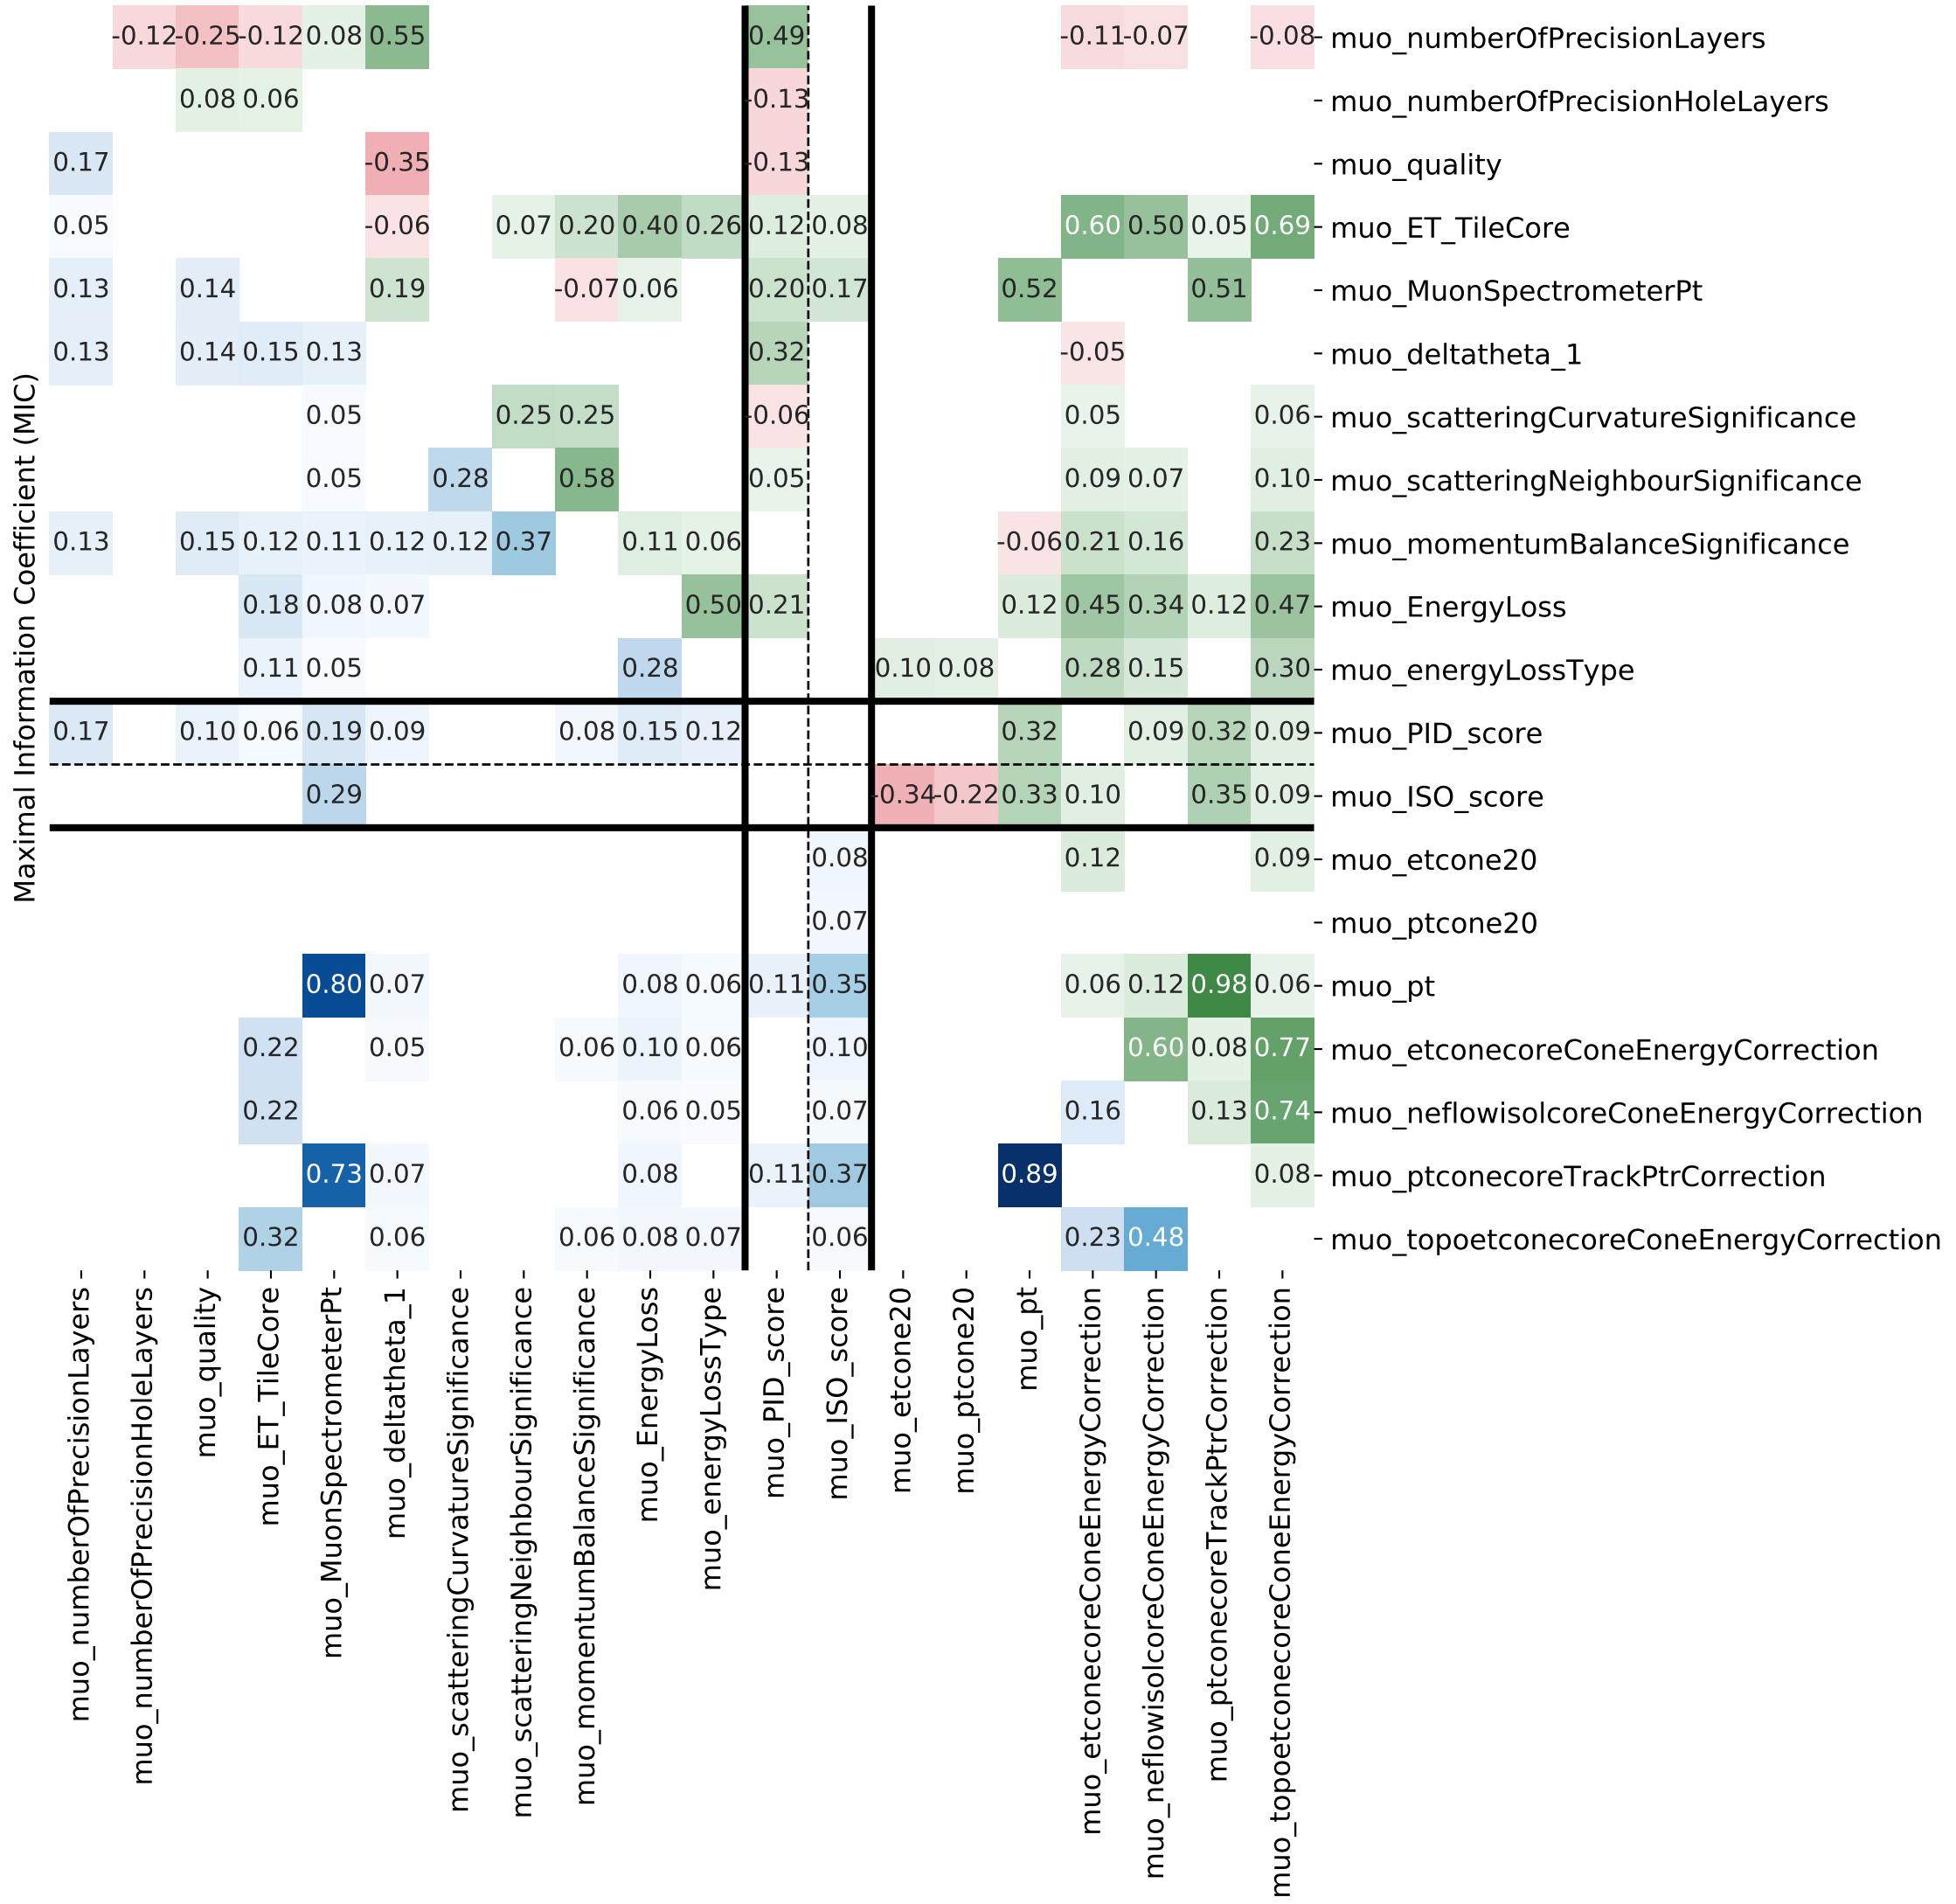 Maximal Information Coefficient (MIC)
-0.12 -0.25 -0.12 0.08 0.55 0.49 -0.11 -0.07 -0.08 muo_numberOfPrecisionLayers
0.08 0.06 -0.13 muo_numberOfPrecisionHoleLayers
0.17 -0.35 -0.13 muo_quality
0.05 -0.06 0.07 0.20 0.40 0.26 0.12 0.08 0.60 0.50 0.05 0.69 muo_ET_TileCore
0.13 0.14 0.19 -0.07 0.06 0.20 0.17 0.52 0.51 muo_MuonSpectrometerPt
0.13 0.14 0.15 0.13 0.32 -0.05 muo_deltatheta_1
0.05 0.25 0.25 -0.06 0.05 0.06 muo_scatteringCurvatureSignificance
0.05 0.28 0.58 0.05 0.09 0.07 0.10 muo_scatteringNeighbourSignificance
0.13 0.15 0.12 0.11 0.12 0.12 0.37 0.11 0.06 -0.06 0.21 0.16 0.23 muo_momentumBalanceSignificance
0.18 0.08 0.07 0.50 0.21 0.12 0.45 0.34 0.12 0.47 muo_EnergyLoss
0.11 0.05 0.28 0.10 0.08 0.28 0.15 0.30 muo_energyLossType
0.17 0.10 0.06 0.19 0.09 0.08 0.15 0.12 0.32 0.09 0.32 0.09 muo_PID_score
0.29 -0.34 -0.22 0.33 0.10 0.35 0.09 muo_ISO_score
0.08 0.12 0.09 muo_etcone20
0.07 muo_ptcone20
0.80 0.07 0.08 0.06 0.11 0.35 0.06 0.12 0.98 0.06 muo_pt
0.22 0.05 0.06 0.10 0.06 0.10 0.60 0.08 0.77 muo_etconecoreConeEnergyCorrection
0.22 0.06 0.05 0.07 0.16 0.13 0.74 muo_neflowisolcoreConeEnergyCorrection
0.73 0.07 0.08 0.11 0.37 0.89 0.08 muo_ptconecoreTrackPtrCorrection
0.32 0.06 0.06 0.08 0.07 0.06 0.23 0.48 muo_topoetconecoreConeEnergyCorrection
muo_numberOfPrecisionLayers
muo_numberOfPrecisionHoleLayers
muo_quality
muo_ET_TileCore
muo_MuonSpectrometerPt
muo_deltatheta_1
muo_scatteringCurvatureSignificance
muo_scatteringNeighbourSignificance
muo_momentumBalanceSignificance
muo_EnergyLoss
muo_energyLossType
muo_PID_score
muo_ISO_score
muo_etcone20
muo_ptcone20
muo_pt
muo_etconecoreConeEnergyCorrection
muo_neflowisolcoreConeEnergyCorrection
muo_ptconecoreTrackPtrCorrection
muo_topoetconecoreConeEnergyCorrection